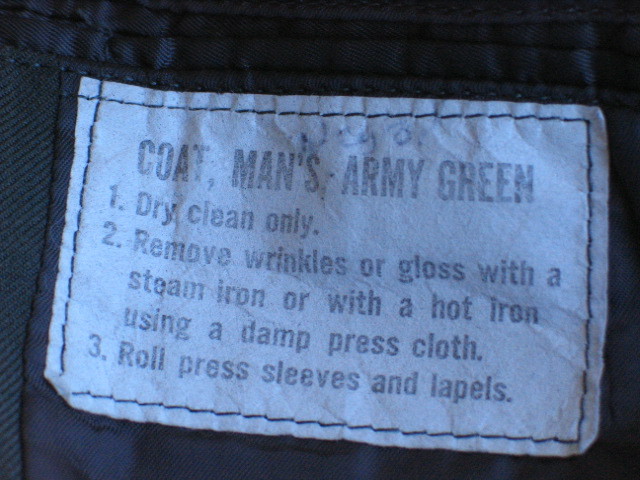 COAT, MAN'S, ARMY GREEN
1. Dry clean only.
2. Remove wrinkles or gloss with a
steam iron or with a hot iron
using a damp press cloth.
3. Roll press sleeves and lapels.